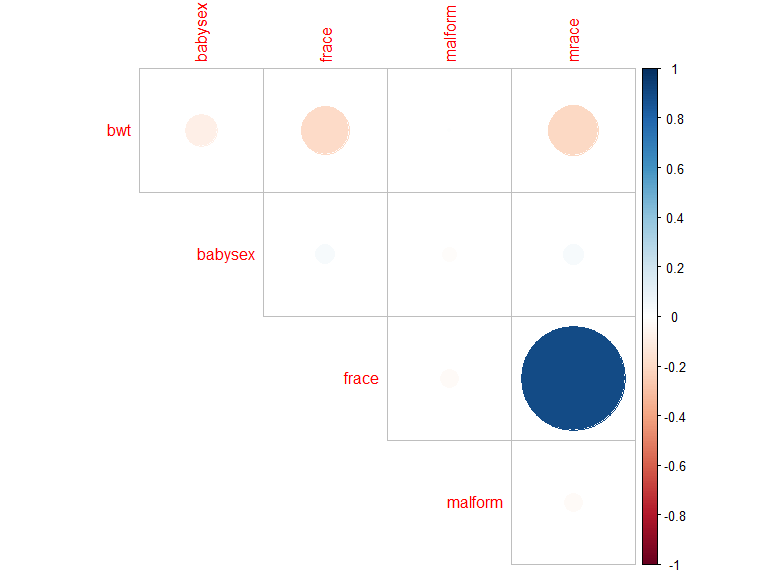 babysex
frace
malform
mrace
bwt
babysex
frace
malform
1
0.8
0.6
0.4
0.2
0
-0.2
-0.4
-0.6
-0.8
-1